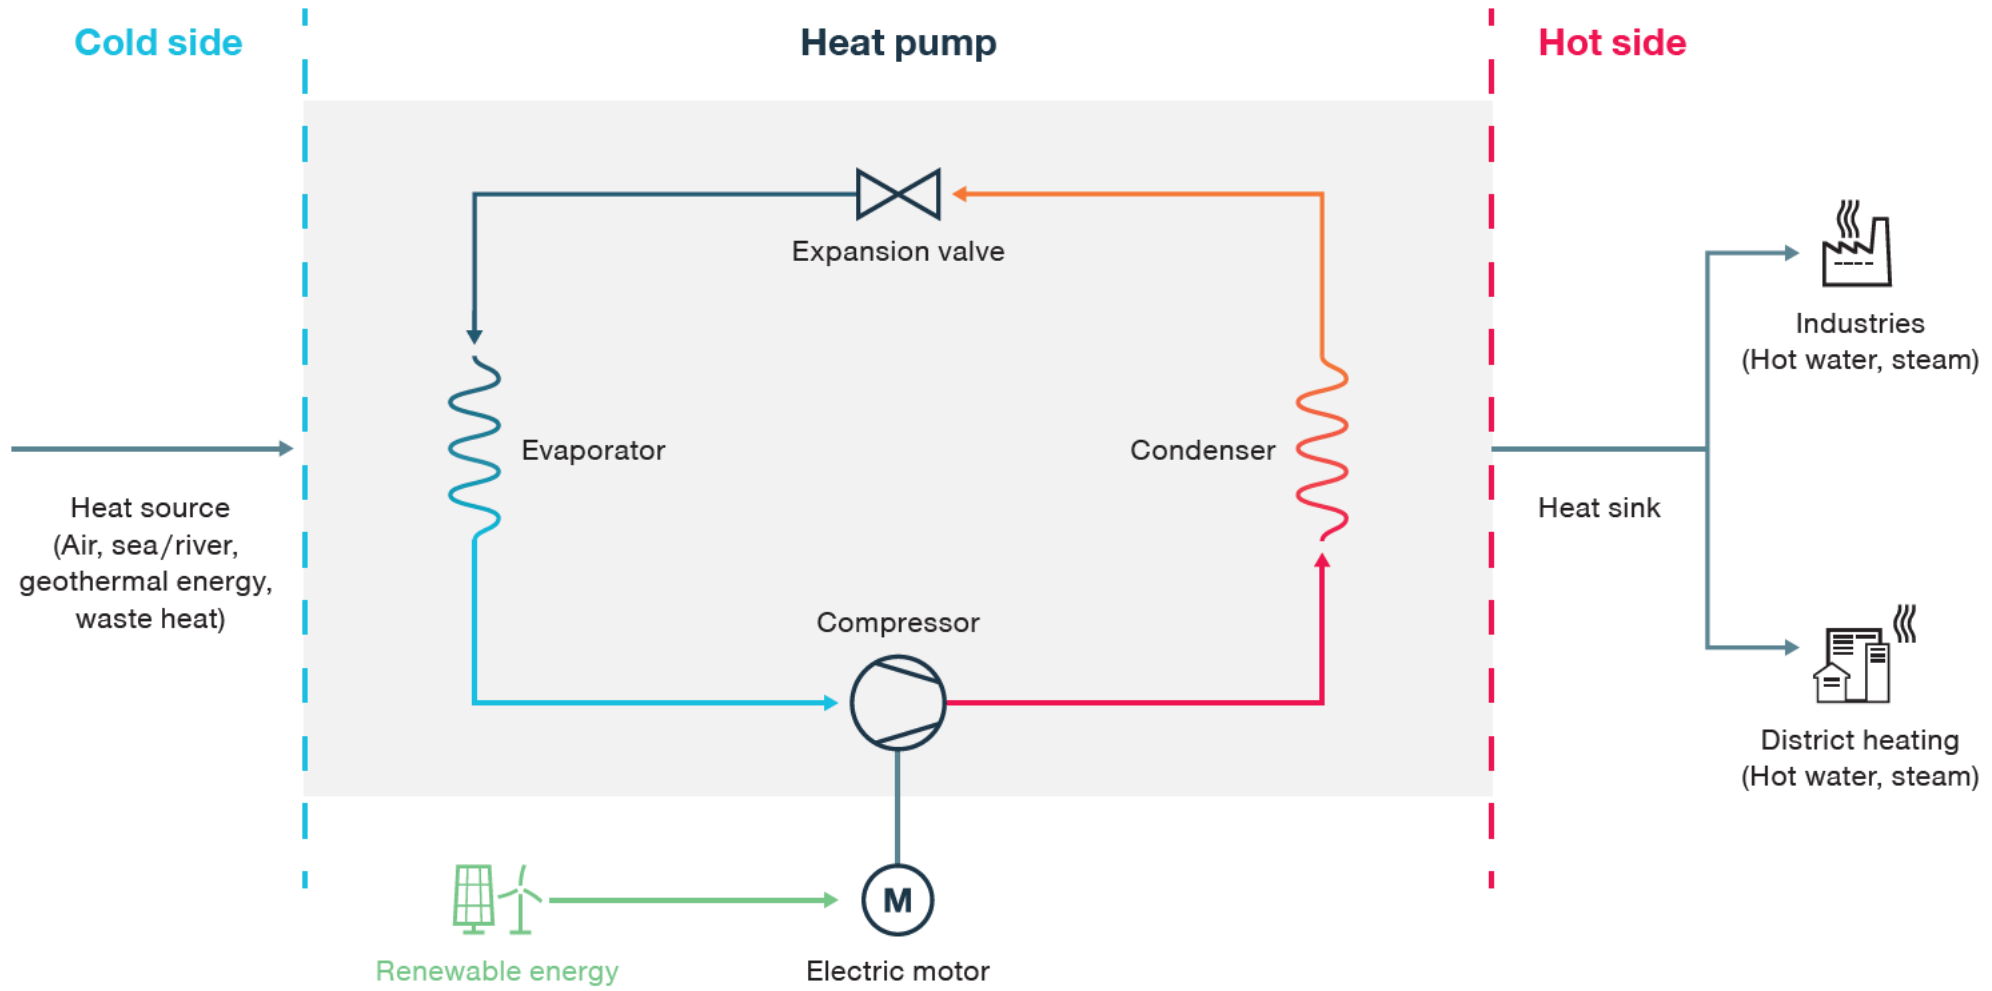 Cold side
Heat pump
Hot side
Expansion valve
Industries
(Hot water, steam)
Evaporator
Condenser
Heat source
(Air, sea/river,
geothermal energy,
waste heat)
Heat sink
Compressor
District heating
(Hot water, steam)
M
Renewable energy
Electric motor